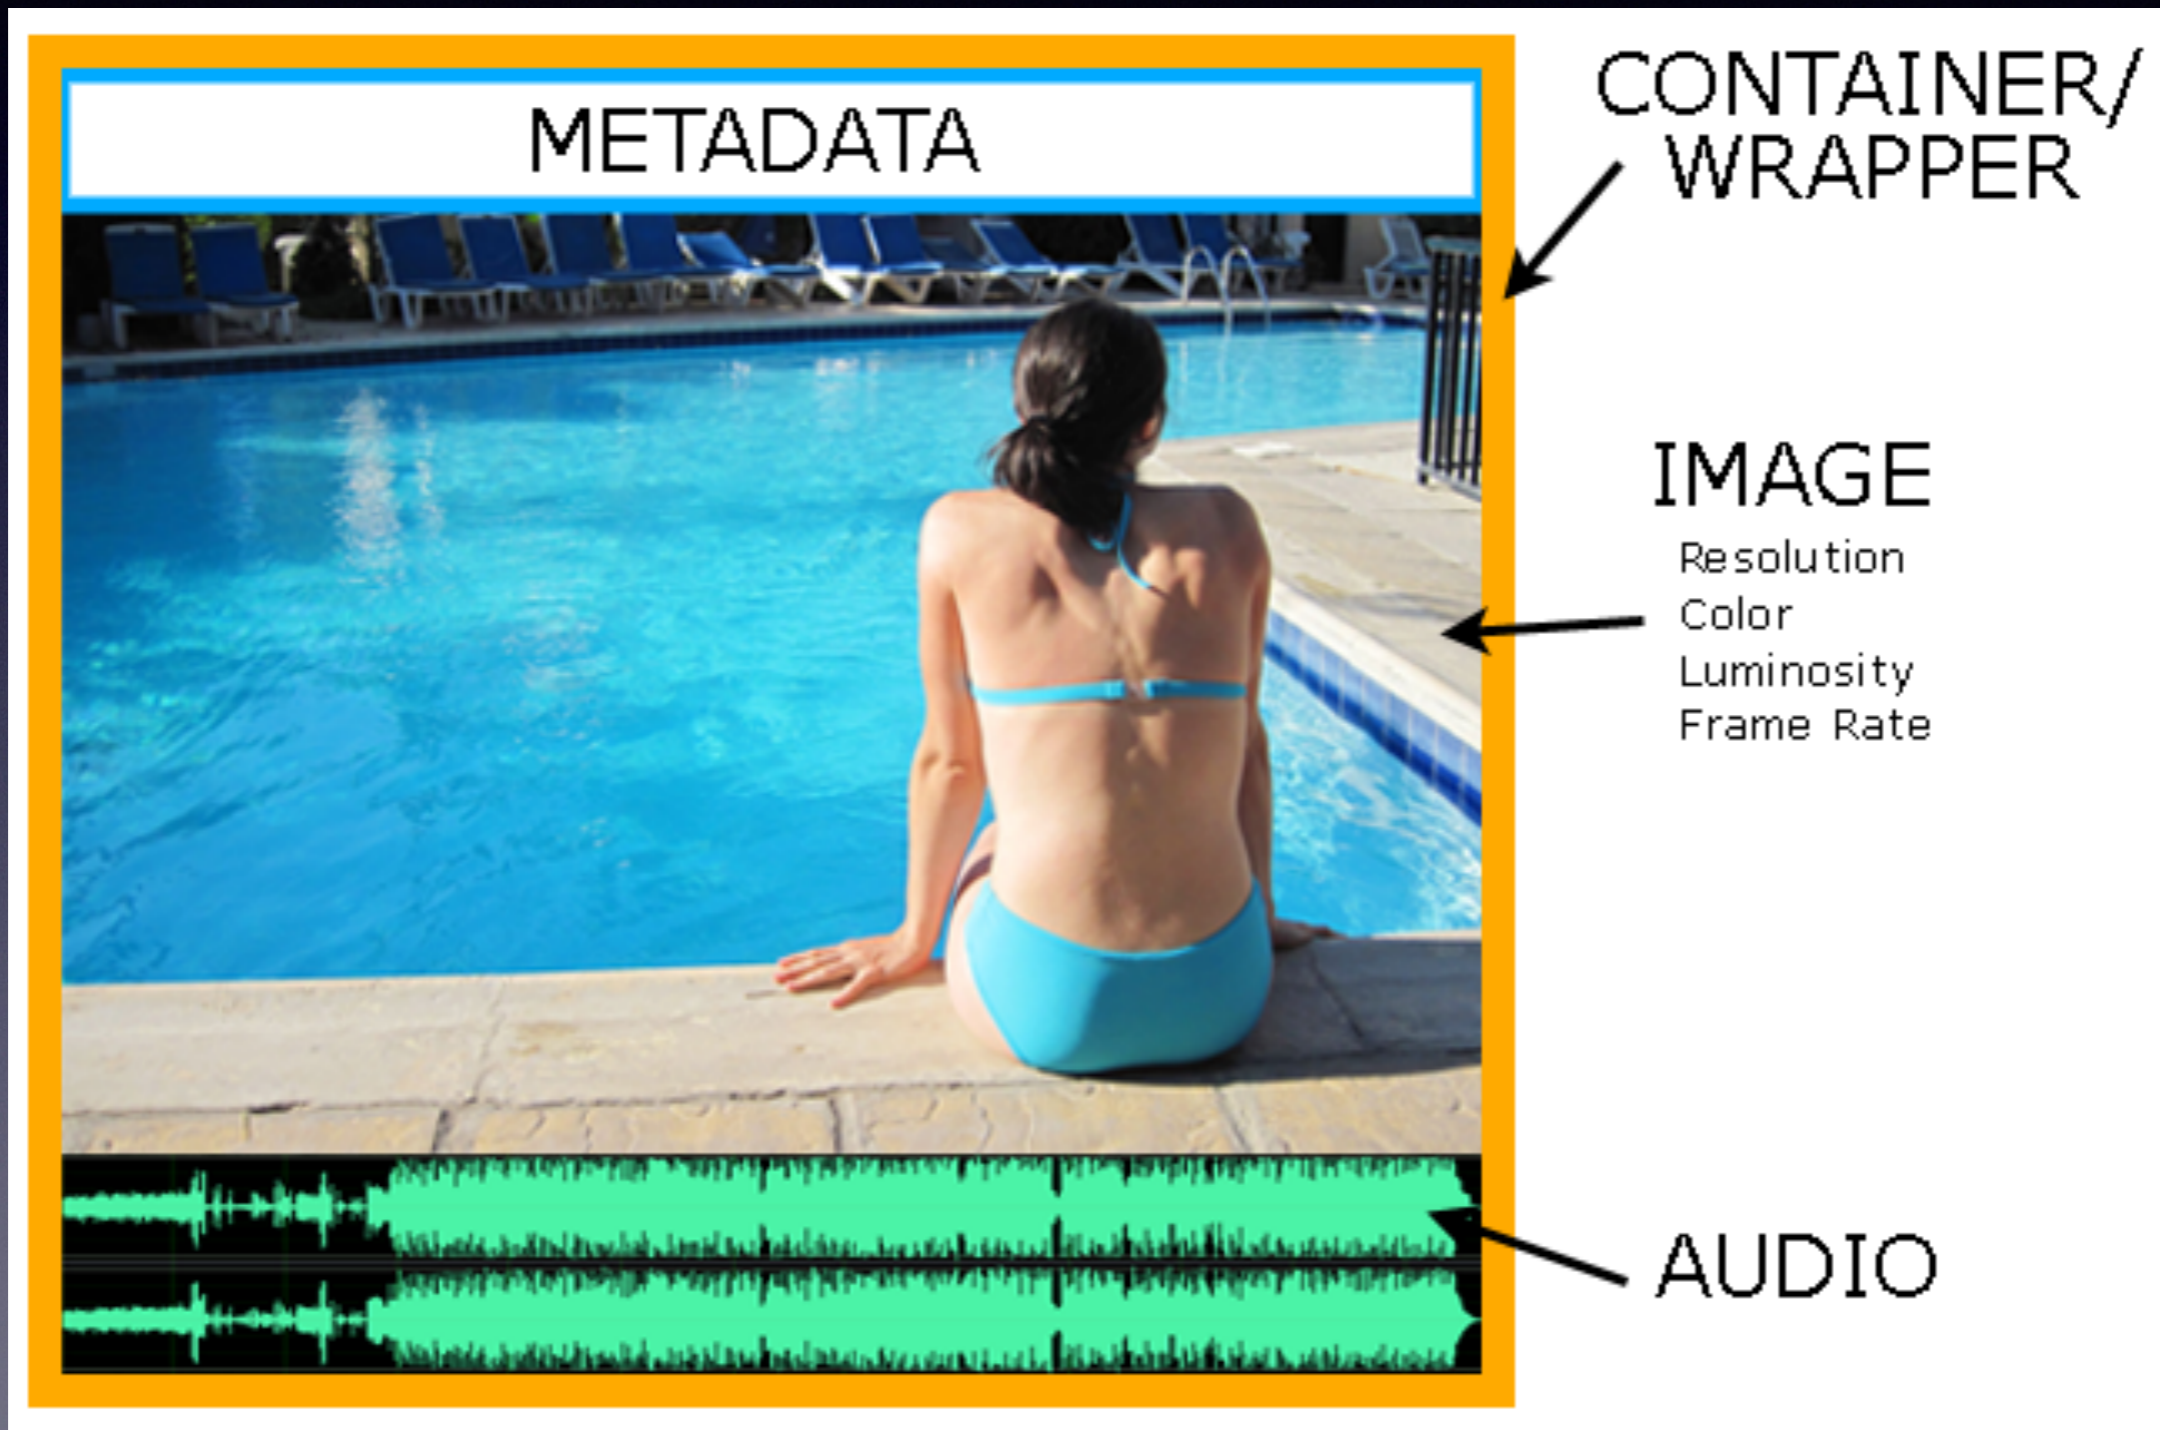 METADATA
CONTAINER/
WRAPPER
IMAGE
Resolution
Color
Luminosity
Frame Rate
AUDIO